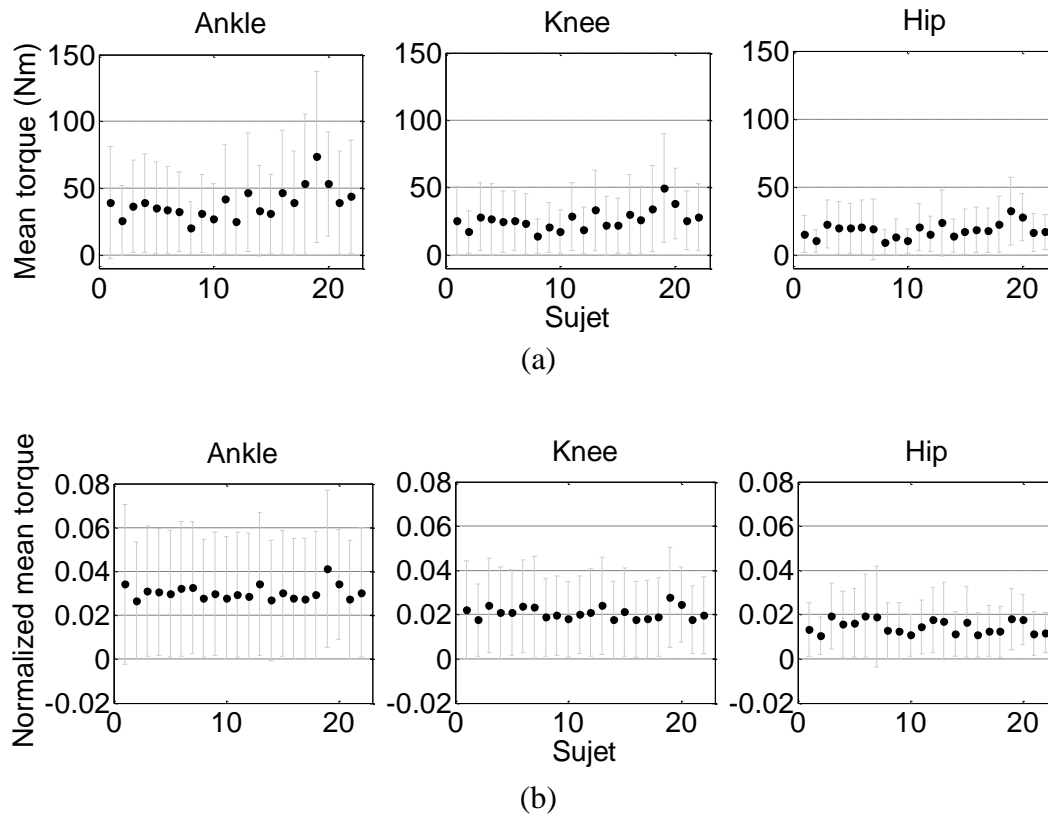 Ankle Knee Hip
Mean torque (Nm)
150 150 150
100 100 100
50 50 50
0 0 0
0 10 20 0 10 20 0 10 20
Sujet
(a)
Normalized mean torque
Ankle Knee Hip
0.08 0.08 0.08
0.06 0.06 0.06
0.04 0.04 0.04
0.02 0.02 0.02
0 0 0
-0.02 -0.02 -0.02
0 10 20 0 10 20 0 10 20
Sujet
(b)